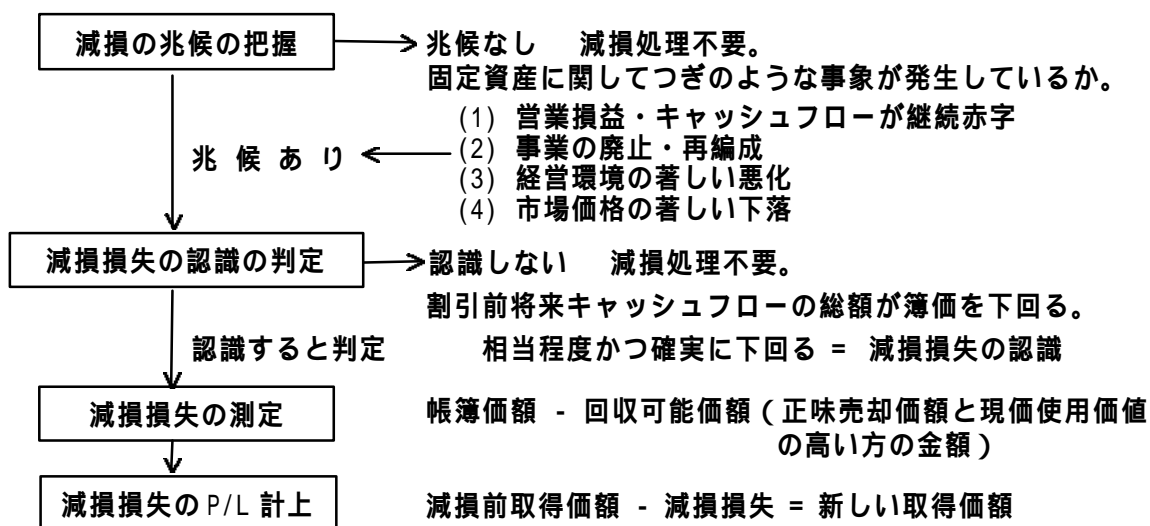 減損の兆候の把握
兆候なし 減損処理不要。
固定資産に関してつぎのような事象が発生しているか。
(1) 営業損益・キャッシュフローが継続赤字
(2) 事業の廃止・再編成
(3) 経営環境の著しい悪化
(4) 市場価格の著しい下落
兆候あり
減損損失の認識の判定
認識しない 減損処理不要。
割引前将来キャッシュフローの総額が簿価を下回る。
認識すると判定
相当程度かつ確実に下回る = 減損損失の認識
減損損失の測定
帳簿価額 - 回収可能価額(正味売却価額と現価使用価値
の高い方の金額)
減損損失のP/L計上
減損前取得価額 - 減損損失 = 新しい取得価額